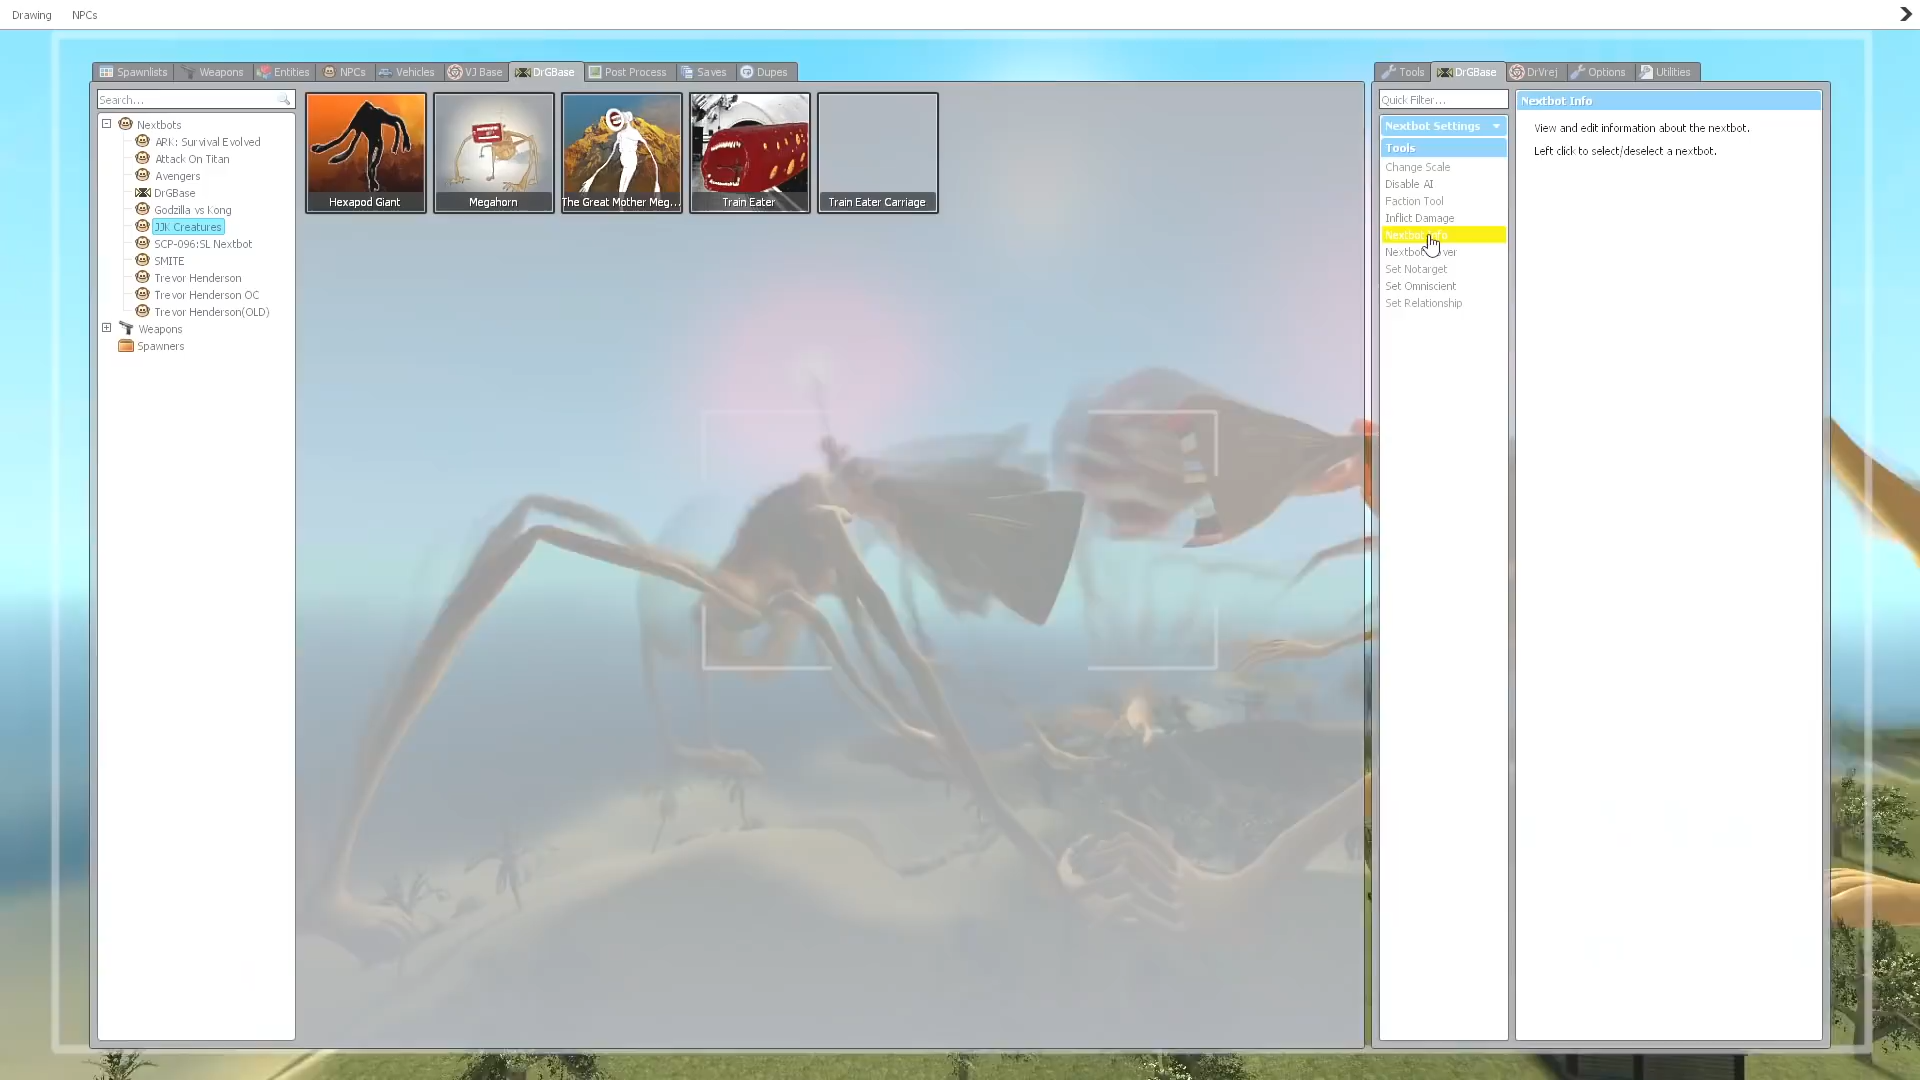 Drawing NPCs
Spawnlists Weapons Entities NPCs Vehicles VJ Base DrGBase Post Process Saves Dupes
Tools DrGBase DrVrej Options Utilities
Search...
Nextbots
ARK: Survival Evolved
Attack On Titan
Avengers
DrGBase
Godzilla vs Kong
JJK Creatures
SCP-096:SL Nextbot
SMITE
Trevor Henderson
Trevor Henderson OC
Trevor Henderson(OLD)
Weapons
Spawners
Hexapod Giant
Megahorn
The Great Mother Meg...
Train Eater
Train Eater Carriage
Quick Filter...
Nextbot Settings
Tools
Change Scale
Disable AI
Faction Tool
Inflict Damage
Nextbot Info
Nextbot
Set Notarget
Set Omniscient
Set Relationship
Nextbot Info
View and edit information about the nextbot.
Left click to select/deselect a nextbot.